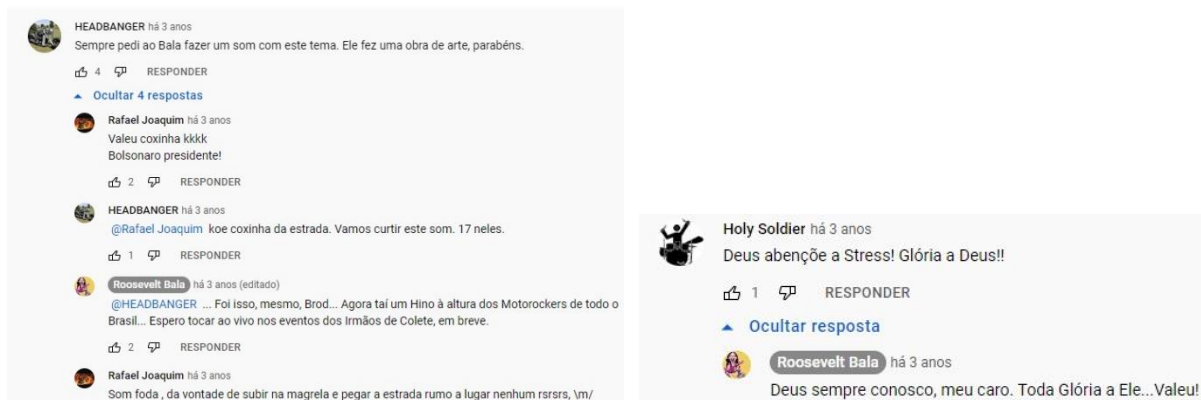 HEADBANGER há 3 anos
Sempre pedi ao Bala fazer um som com este tema. Ele fez uma obra de arte, parabéns.
4 RESPONDER
Ocultar 4 respostas
Rafael Joaquim há 3 anos
Valeu coxinha kkkk
Bolsonaro presidente!
2 RESPONDER
HEADBANGER há 3 anos
@Rafael Joaquim koe coxinha da estrada. Vamos curtir este som. 17 neles.
1 RESPONDER
Roosevelt Bala há 3 anos (editado)
@HEADBANGER ... Foi isso, mesmo, Brod... Agora taí um Hino à altura dos Motorockers de todo o
Brasil... Espero tocar ao vivo nos eventos dos Irmãos de Colete, em breve.
2 RESPONDER
Rafael Joaquim há 3 anos
Som foda , da vontade de subir na magrela e pegar a estrada rumo a lugar nenhum rsrsrs, \m/
Holy Soldier há 3 anos
Deus abençõe a Stress! Glória a Deus!!
1 RESPONDER
Ocultar resposta
Roosevelt Bala há 3 anos
Deus sempre conosco, meu caro. Toda Glória a Ele...Valeu!